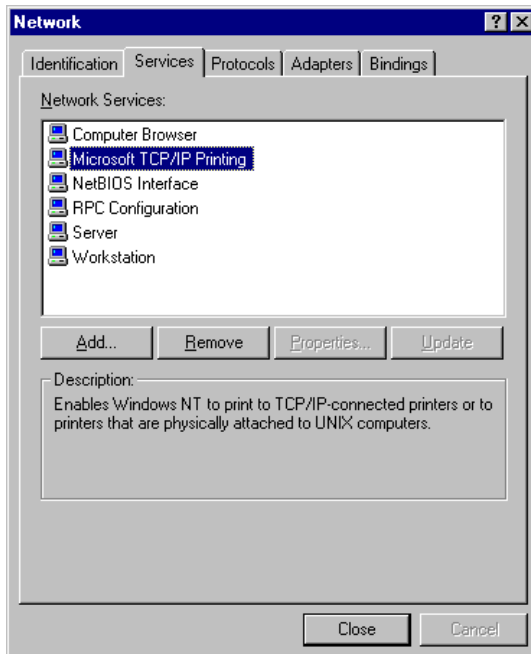 Network
Identification Services Protocols Adapters Bindings
Network Services:
Computer Browser
Microsoft TCP/IP Printing
NetBIOS Interface
RPC Configuration
Server
Workstation
Add... Remove Properties... Update
Description:
Enables Windows NT to print to TCP/IP-connected printers or to
printers that are physically attached to UNIX computers.
Close Cancel